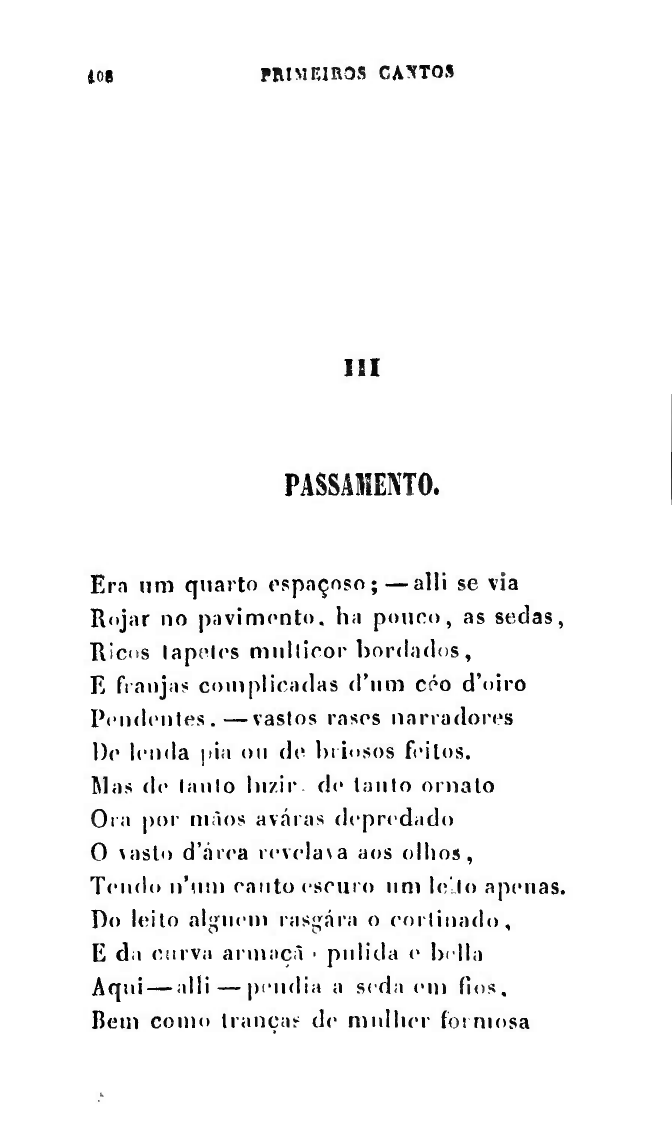 108 PRIMEIROS CANTOS
III
PASSAMENTO.
Era um quarto espaçoso; — alli se via
Rojar no pavimento, ha pouco, as sedas,
Ricos tapetes multicor bordados,
E franjas complicadas d'um céo d'oiro
Pendentes. — vastos rases narradores
De lenda pia ou de briosos feitos.
Mas de tanto luzir, de tanto ornato
Ora por mãos aváras depredado
O vasto d'área revelava aos olhos,
Tendo n'um canto escuro um leito apenas.
Do leito alguem rasgára o cortinado,
E da curva armação pulida e bella
Aqui — alli — pendia a seda em fios,
Bem como tranças de mulher formosa